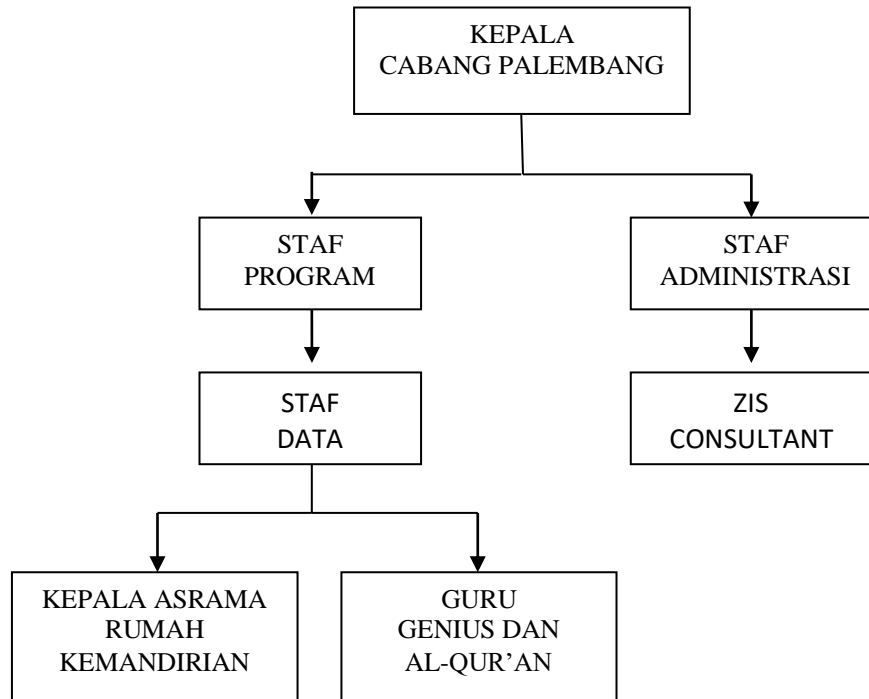 KEPALA
CABANG PALEMBANG
STAF
PROGRAM
STAF
ADMINISTRASI
STAF
DATA
ZIS
CONSULTANT
KEPALA ASRAMA
RUMAH
KEMANDIRIAN
GURU
GENIUS DAN
AL-QUR’AN